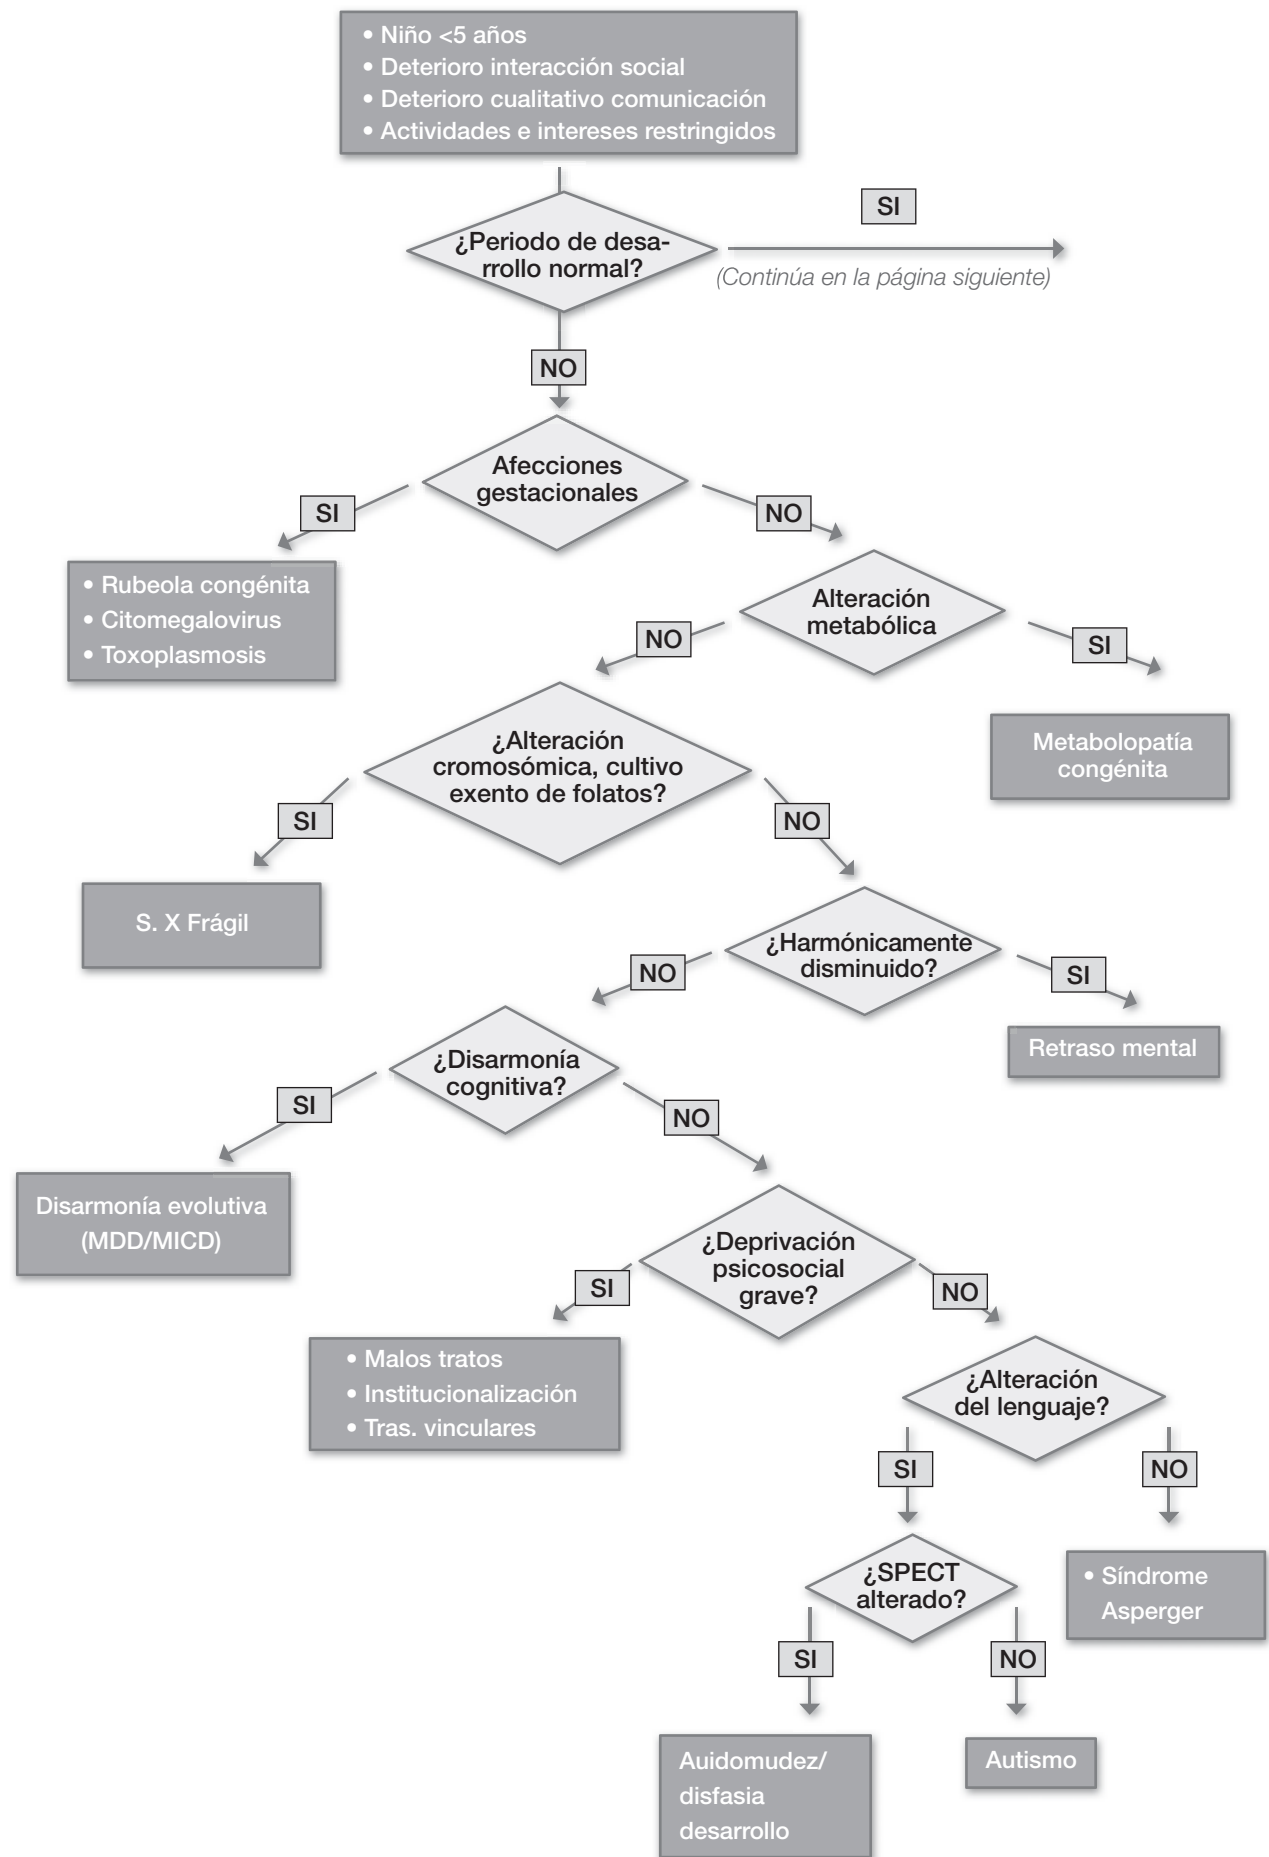 • Niño <5 años
• Deterioro interacción social
• Deterioro cualitativo comunicación
• Actividades e intereses restringidos
SI
¿Periodo de desa-
rrollo normal?
(Continúa en la página siguiente)
NO
Afecciones
gestacionales
SI
NO
• Rubeola congénita
• Citomegalovirus
• Toxoplasmosis
Alteración
metabólica
NO
SI
¿Alteración
cromosómica, cultivo
exento de folatos?
Metabolopatía
congénita
SI
NO
S. X Frágil
¿Harmónicamente
disminuido?
NO
SI
Retraso mental
¿Disarmonía
cognitiva?
SI
NO
Disarmonía evolutiva
(MDD/MICD)
¿Deprivación
psicosocial
grave?
SI
NO
• Malos tratos
• Institucionalización
• Tras. vinculares
¿Alteración
del lenguaje?
SI
NO
¿SPECT
alterado?
• Síndrome
Asperger
SI
NO
Auidomudez/
disfasia
desarrollo
Autismo